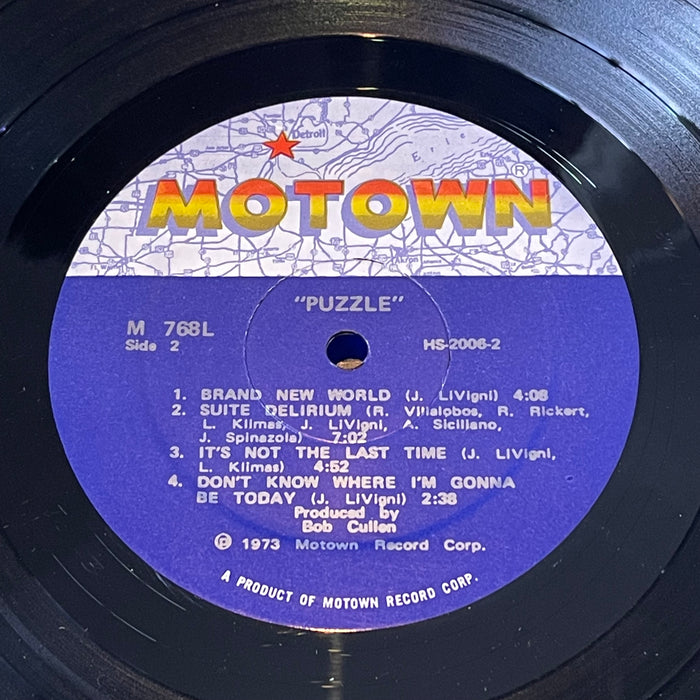 Detroit
Erie
MOTOWN®
"PUZZLE"
M 768L
Side 2
HS-2006-2
1. BRAND NEW WORLD (J. LiVigni) 4:08
2. SUITE DELIRIUM (R. Villalobos, R. Rickert,
L. Klimas, J. LiVigni, A. Siciliano,
J. Spinazola) 7:02
3. IT'S NOT THE LAST TIME (J. LiVigni,
L. Klimas) 4:52
4. DON'T KNOW WHERE I'M GONNA
BE TODAY (J. LiVigni) 2:38
Produced by
Bob Cullen
℗ 1973 Motown Record Corp.
A PRODUCT OF MOTOWN RECORD CORP.